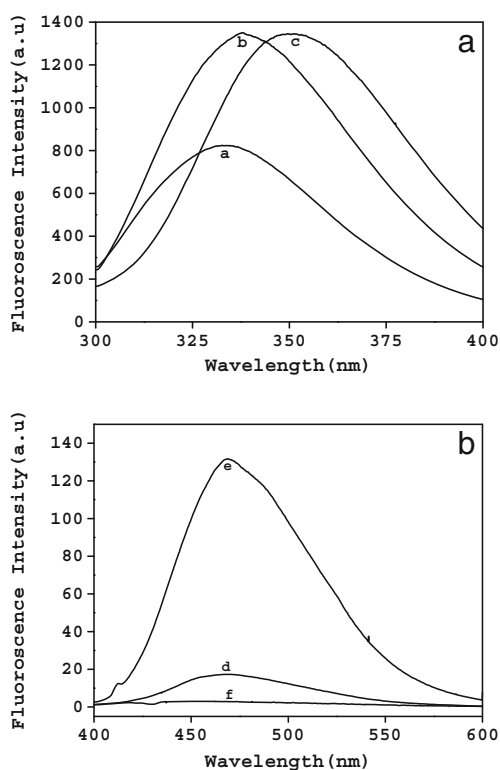 a
1400
1200
1000
800
600
400
200
0
b
c
a
300 325 350 375 400
Wavelength(nm)
Fluoroscence Intensity(a.u)
b
140
120
100
80
60
40
20
0
e
d
f
400 450 500 550 600
Wavelength(nm)
Fluoroscence Intensity(a.u)